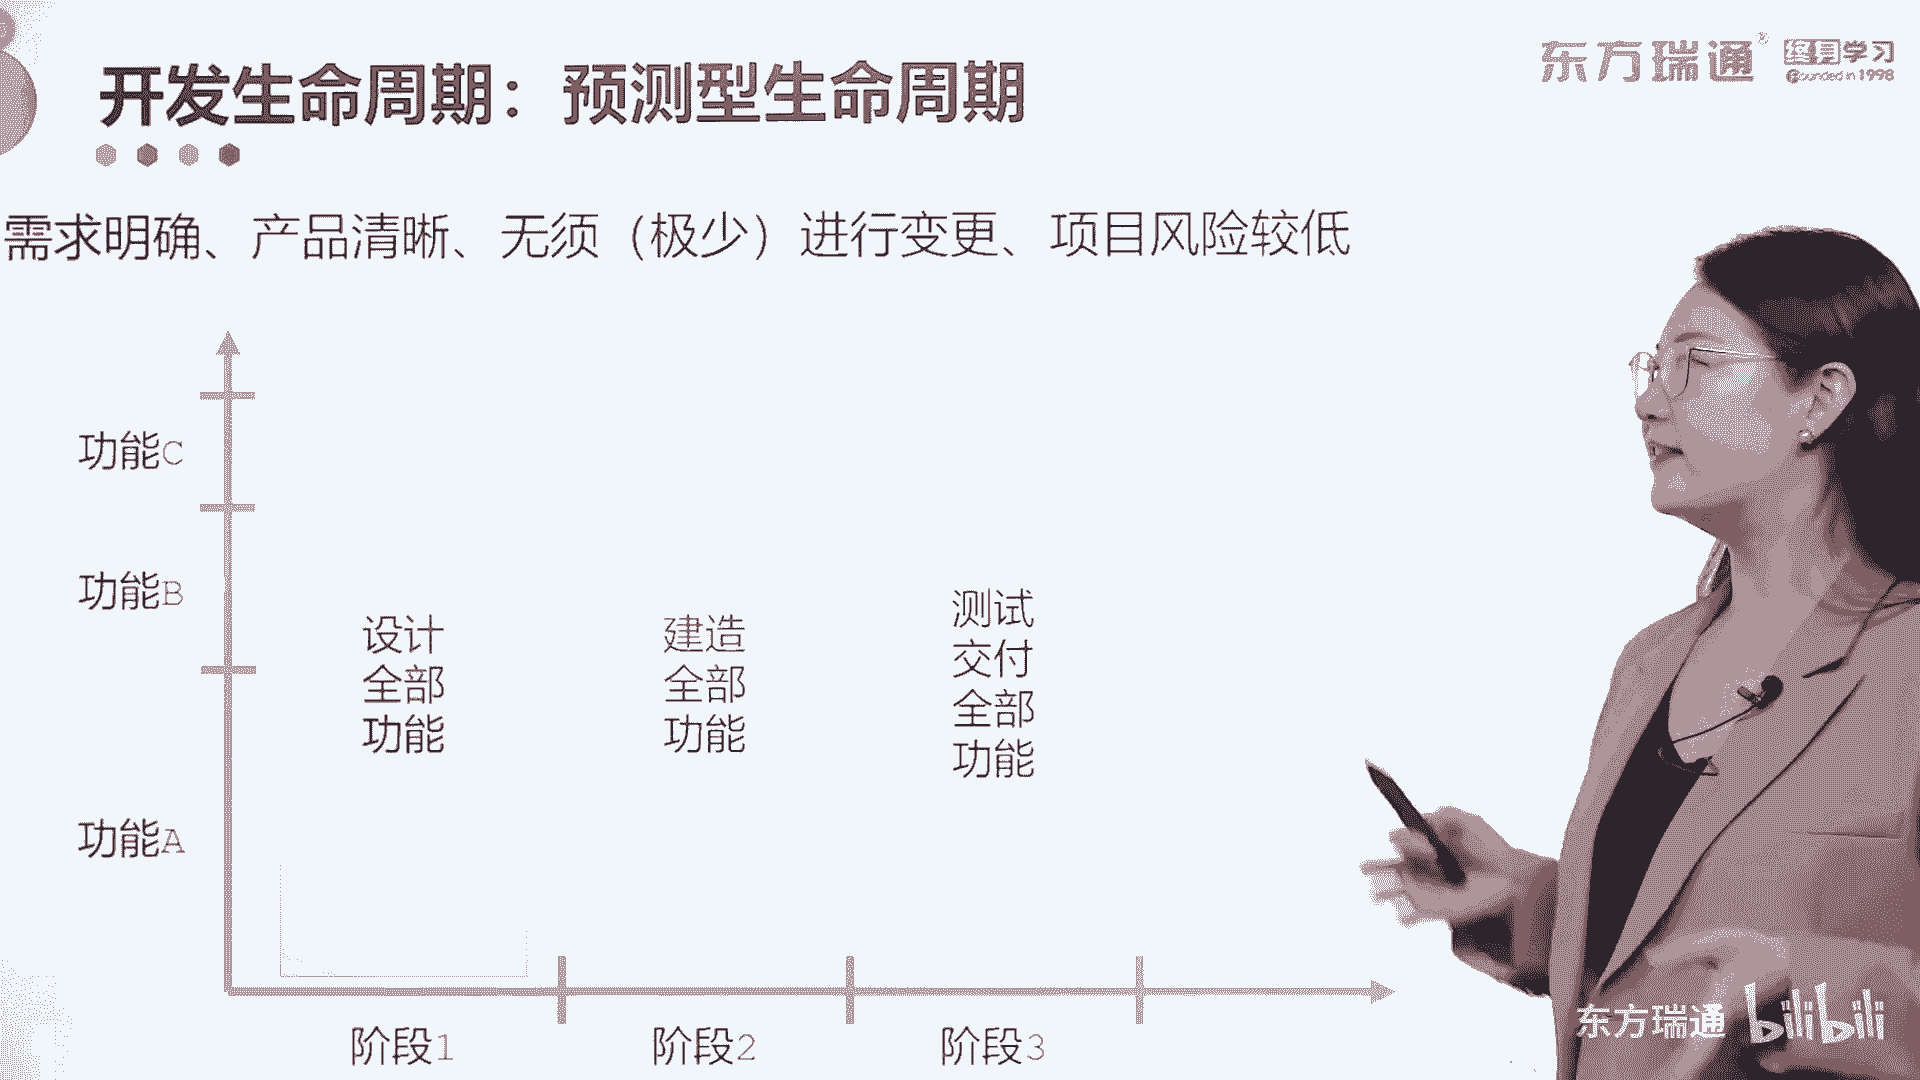 开发生命周期：预测型生命周期
东方瑞通®
终身学习
Founded in 1998
需求明确、产品清晰、无须（极少）进行变更、项目风险较低
功能C
功能B
功能A
设计
全部
功能
建造
全部
功能
测试
交付
全部
功能
阶段1
阶段2
阶段3
东方瑞通
bilibili